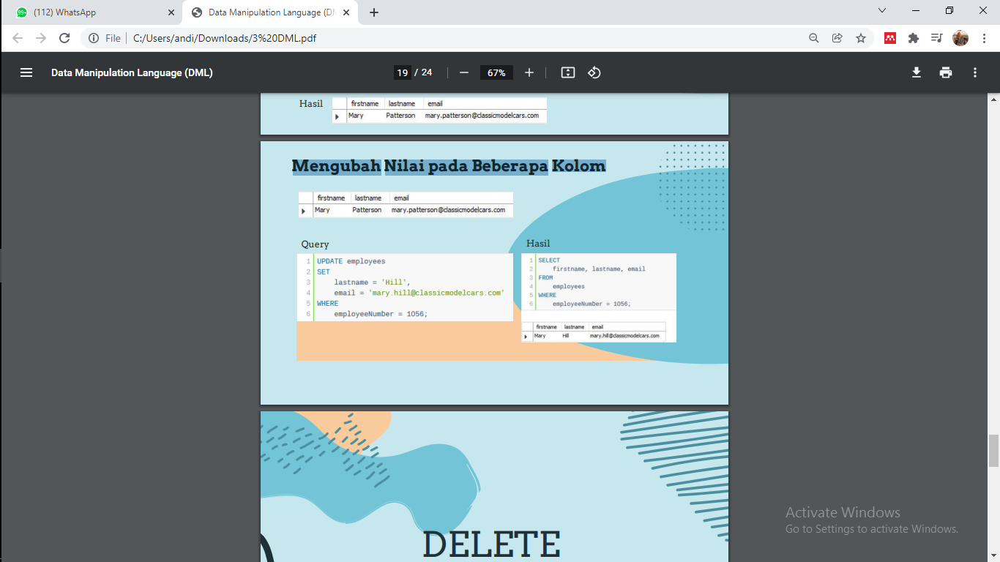 (112) WhatsApp
Data Manipulation Language (DM
File
C:/Users/andi/Downloads/3%20DML.pdf
Data Manipulation Language (DML)
19 / 24
67%
Hasil
firstname lastname email
Mary Patterson mary.patterson@classicmodelcars.com
Mengubah Nilai pada Beberapa Kolom
firstname lastname email
Mary Patterson mary.patterson@classicmodelcars.com
Query
1 UPDATE employees
2 SET
3 lastname = 'Hill',
4 email = 'mary.hill@classicmodelcars.com'
5 WHERE
6 employeeNumber = 1056;
Hasil
1 SELECT
2 firstname, lastname, email
3 FROM
4 employees
5 WHERE
6 employeeNumber = 1056;
firstname lastname email
Mary Hill mary.hill@classicmodelcars.com
DELETE
Activate Windows
Go to Settings to activate Windows.